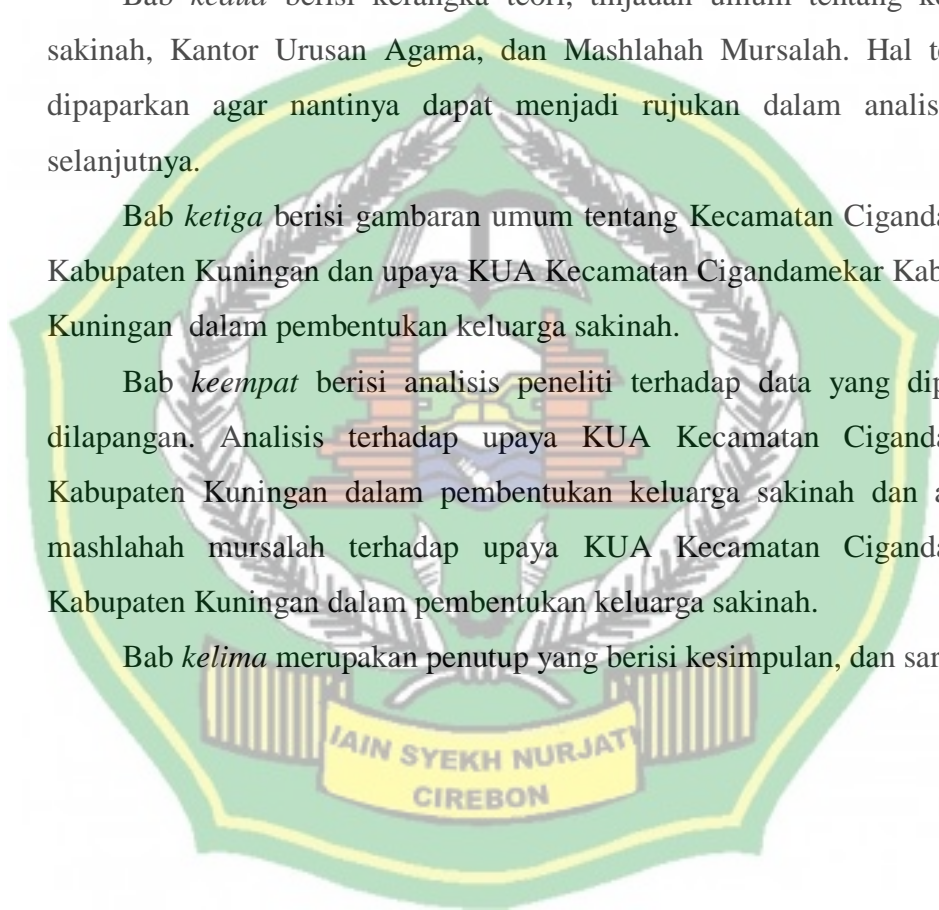 Bab kedua berisi kerangka teori, tinjauan umum tentang ke
sakinah, Kantor Urusan Agama, dan Mashlahah Mursalah. Hal te
dipaparkan agar nantinya dapat menjadi rujukan dalam analis
selanjutnya.
Bab ketiga berisi gambaran umum tentang Kecamatan Ciganda
Kabupaten Kuningan dan upaya KUA Kecamatan Cigandamekar Kab
Kuningan dalam pembentukan keluarga sakinah.
Bab keempat berisi analisis peneliti terhadap data yang dip
dilapangan. Analisis terhadap upaya KUA Kecamatan Ciganda
Kabupaten Kuningan dalam pembentukan keluarga sakinah dan a
mashlahah mursalah terhadap upaya KUA Kecamatan Ciganda
Kabupaten Kuningan dalam pembentukan keluarga sakinah.
Bab kelima merupakan penutup yang berisi kesimpulan, dan sar
IAIN SYEKH NURJATI
CIREBON